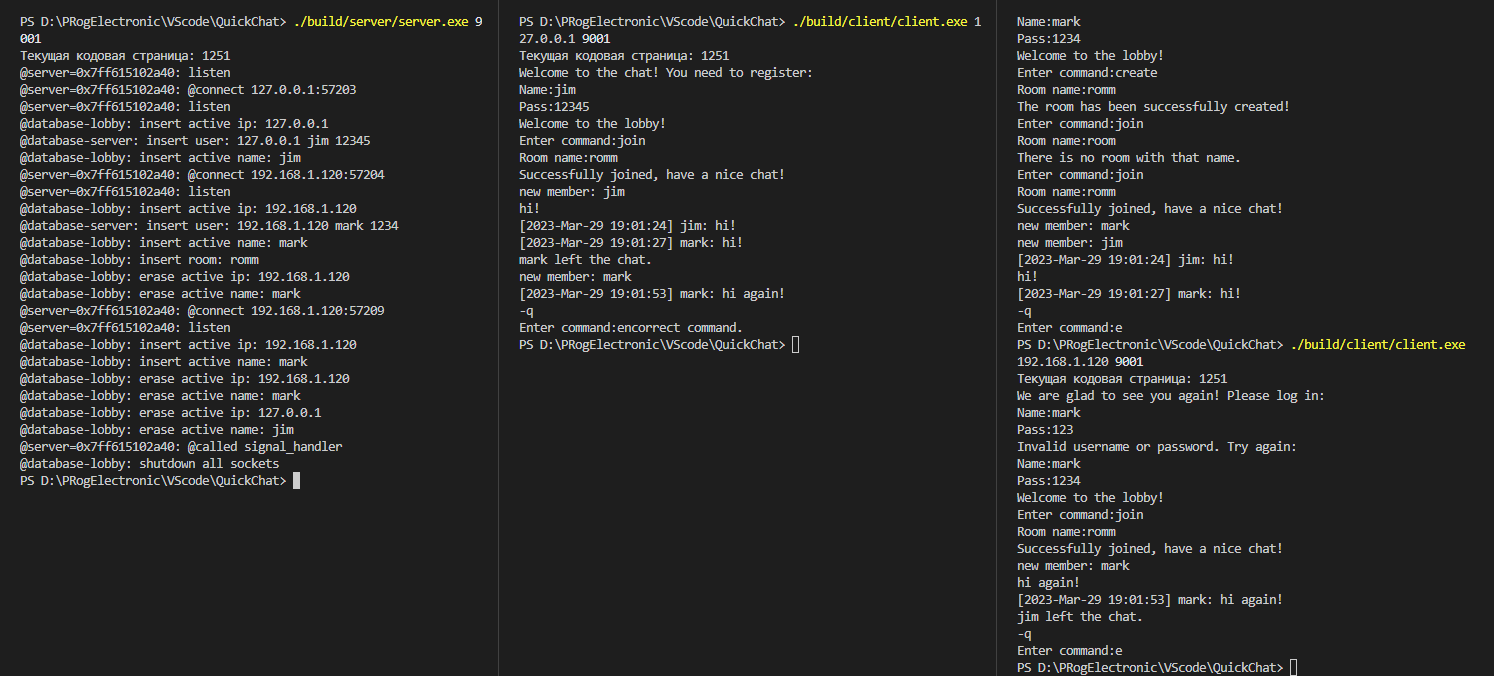 PS D:\PRogElectronic\VScode\QuickChat> ./build/server/server.exe 9
001
Текущая кодовая страница: 1251
@server=0x7ff615102a40: listen
@server=0x7ff615102a40: @connect 127.0.0.1:57203
@server=0x7ff615102a40: listen
@database-lobby: insert active ip: 127.0.0.1
@database-server: insert user: 127.0.0.1 jim 12345
@database-lobby: insert active name: jim
@server=0x7ff615102a40: @connect 192.168.1.120:57204
@server=0x7ff615102a40: listen
@database-lobby: insert active ip: 192.168.1.120
@database-server: insert user: 192.168.1.120 mark 1234
@database-lobby: insert active name: mark
@database-lobby: insert room: romm
@database-lobby: erase active ip: 192.168.1.120
@database-lobby: erase active name: mark
@server=0x7ff615102a40: @connect 192.168.1.120:57209
@server=0x7ff615102a40: listen
@database-lobby: insert active ip: 192.168.1.120
@database-lobby: insert active name: mark
@database-lobby: erase active ip: 192.168.1.120
@database-lobby: erase active name: mark
@database-lobby: erase active ip: 127.0.0.1
@database-lobby: erase active name: jim
@server=0x7ff615102a40: @called signal_handler
@database-lobby: shutdown all sockets
PS D:\PRogElectronic\VScode\QuickChat>
PS D:\PRogElectronic\VScode\QuickChat> ./build/client/client.exe 1
27.0.0.1 9001
Текущая кодовая страница: 1251
Welcome to the chat! You need to register:
Name:jim
Pass:12345
Welcome to the lobby!
Enter command:join
Room name:romm
Successfully joined, have a nice chat!
new member: jim
hi!
[2023-Mar-29 19:01:24] jim: hi!
[2023-Mar-29 19:01:27] mark: hi!
mark left the chat.
new member: mark
[2023-Mar-29 19:01:53] mark: hi again!
-q
Enter command:encorrect command.
PS D:\PRogElectronic\VScode\QuickChat>
Name:mark
Pass:1234
Welcome to the lobby!
Enter command:create
Room name:romm
The room has been successfully created!
Enter command:join
Room name:room
There is no room with that name.
Enter command:join
Room name:romm
Successfully joined, have a nice chat!
new member: mark
new member: jim
[2023-Mar-29 19:01:24] jim: hi!
hi!
[2023-Mar-29 19:01:27] mark: hi!
-q
Enter command:e
PS D:\PRogElectronic\VScode\QuickChat> ./build/client/client.exe
192.168.1.120 9001
Текущая кодовая страница: 1251
We are glad to see you again! Please log in:
Name:mark
Pass:123
Invalid username or password. Try again:
Name:mark
Pass:1234
Welcome to the lobby!
Enter command:join
Room name:romm
Successfully joined, have a nice chat!
new member: mark
hi again!
[2023-Mar-29 19:01:53] mark: hi again!
jim left the chat.
-q
Enter command:e
PS D:\PRogElectronic\VScode\QuickChat>